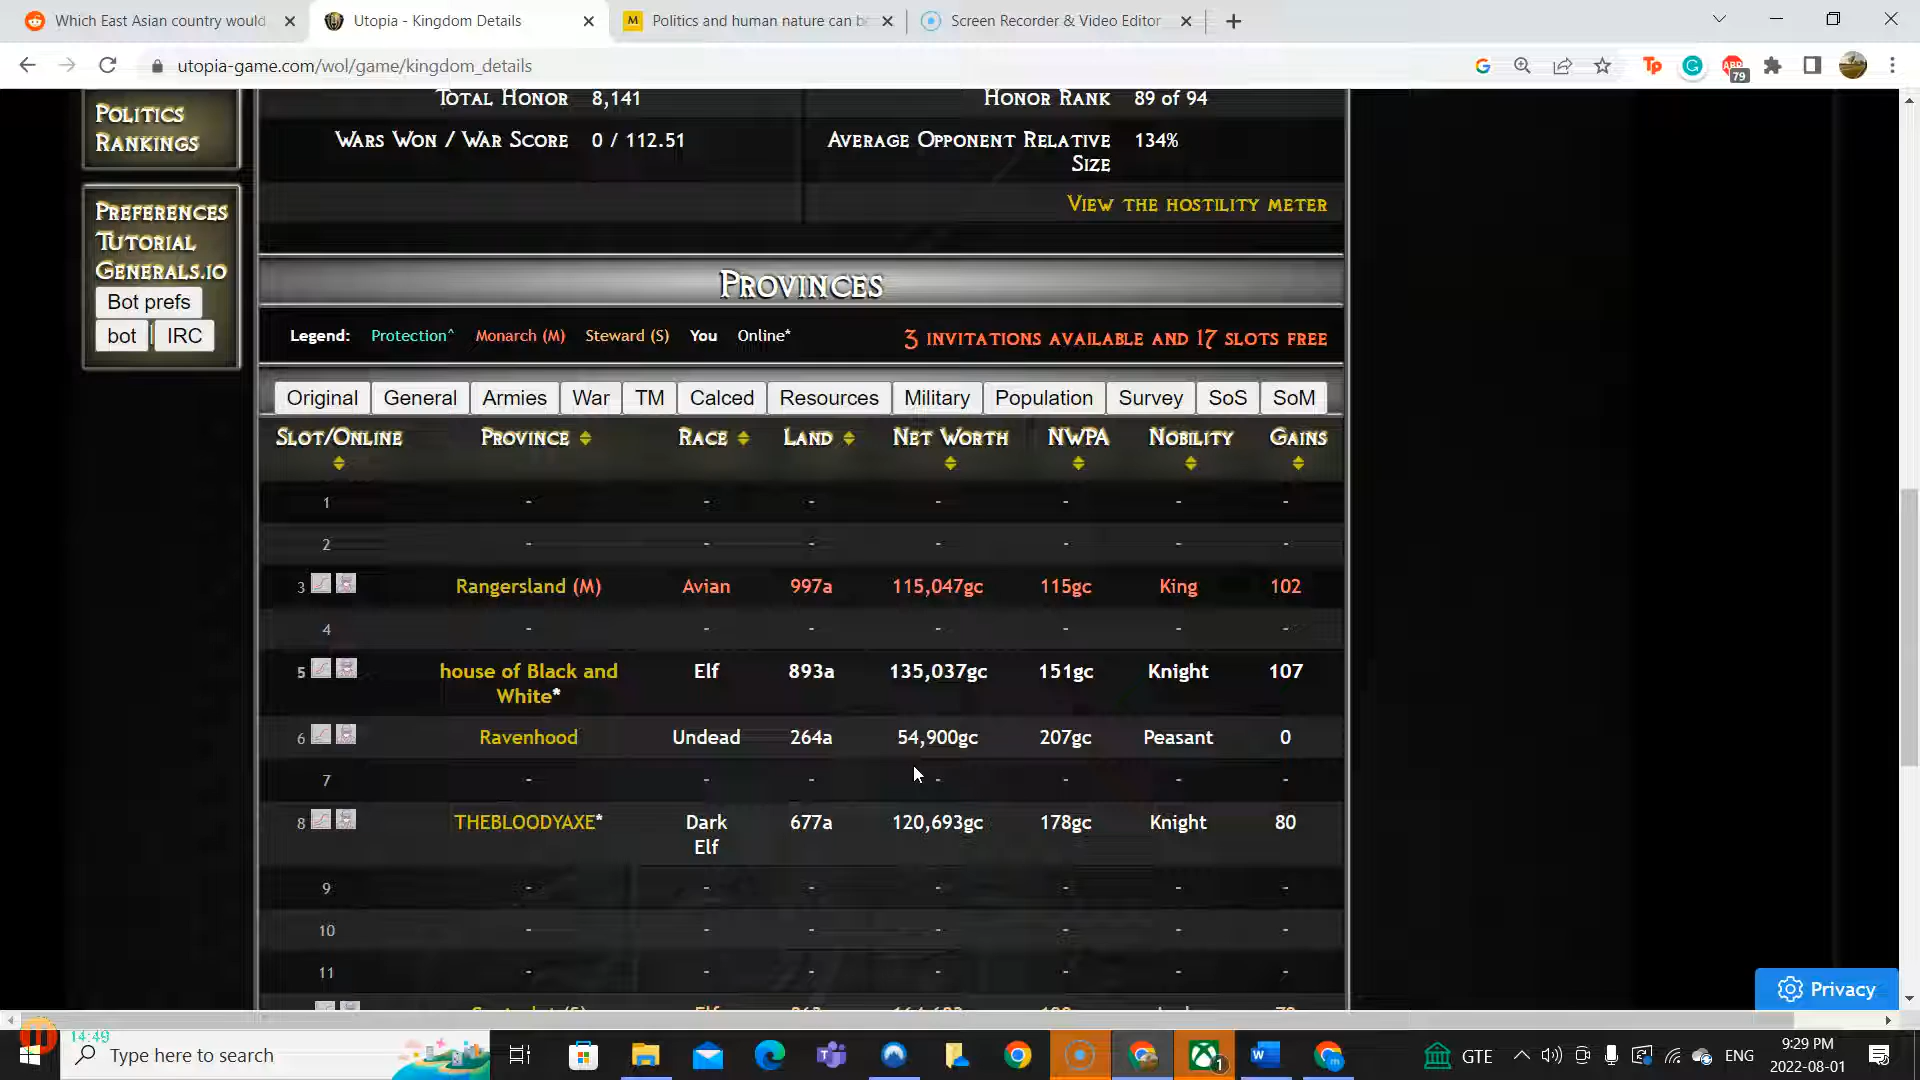 Which East Asian country would
Utopia - Kingdom Details
Politics and human nature can b
Screen Recorder & Video Editor
utopia-game.com/wol/game/kingdom_details
79
Politics
Rankings
Preferences
Tutorial
Generals.io
Bot prefs
bot | IRC
Total Honor 8,141
Honor Rank 89 of 94
Wars Won / War Score 0 / 112.51
Average Opponent Relative Size 134%
View the hostility meter
Provinces
Legend: Protection^ Monarch (M) Steward (S) You Online*
3 invitations available and 17 slots free
Original General Armies War TM Calced Resources Military Population Survey SoS SoM
Slot/Online Province Race Land Net Worth NWPA Nobility Gains
1 - - - - - - -
2 - - - - - - -
3 Rangersland (M) Avian 997a 115,047gc 115gc King 102
4 - - - - - - -
5 house of Black and White* Elf 893a 135,037gc 151gc Knight 107
6 Ravenhood Undead 264a 54,900gc 207gc Peasant 0
7 - - - - - - -
8 THEBLOODYAXE* Dark Elf 677a 120,693gc 178gc Knight 80
9 - - - - - - -
10 - - - - - - -
11 - - - - - - -
Privacy
14:49
Type here to search
GTE
ENG
9:29 PM
2022-08-01